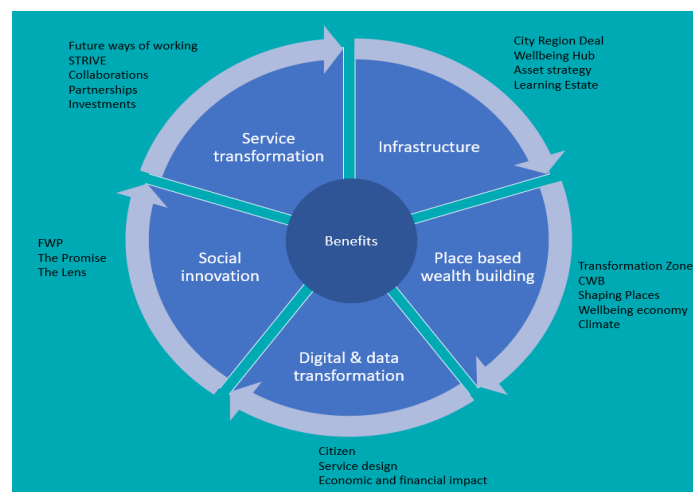 Future ways of working
STRIVE
Collaborations
Partnerships
Investments
City Region Deal
Wellbeing Hub
Asset strategy
Learning Estate
Service
transformation
Infrastructure
Benefits
FWP
The Promise
The Lens
Social
innovation
Place based
wealth building
Transformation Zone
CWB
Shaping Places
Wellbeing economy
Climate
Digital & data
transformation
Citizen
Service design
Economic and financial impact